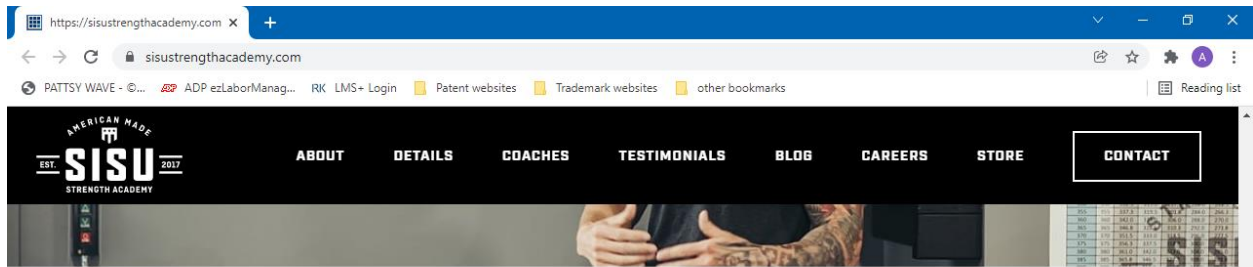 https://sisustrengthacademy.com
sisustrengthacademy.com
A
PATTSY WAVE - ©... ADP ezLaborManag... RK LMS+ Login Patent websites Trademark websites other bookmarks Reading list
AMERICAN MADE
EST. SISU 2017
STRENGTH ACADEMY
ABOUT DETAILS COACHES TESTIMONIALS BLOG CAREERS STORE CONTACT